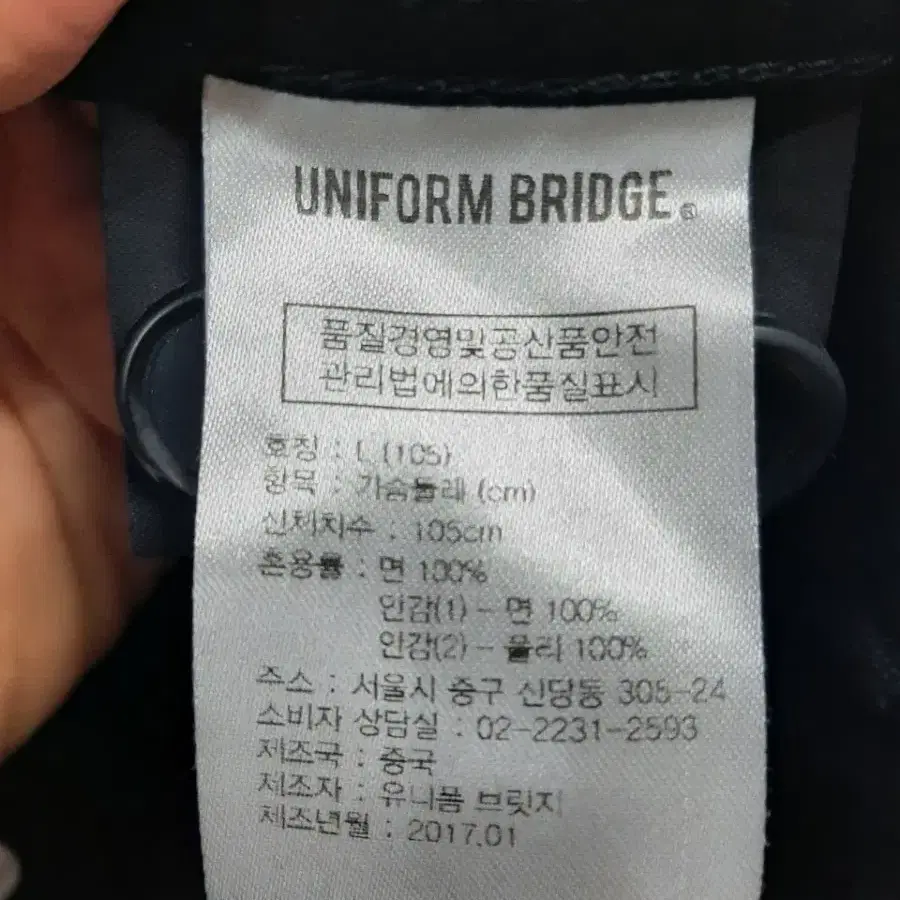 UNIFORM BRIDGE®
품질경영및공산품안전
관리법에의한품질표시
호칭 : L (105)
항목 : 가슴둘레 (cm)
신체치수 : 105cm
혼용률 : 면 100%
안감(1) - 면 100%
안감(2) - 폴리 100%
주소 : 서울시 중구 신당동 305-24
소비자 상담실 : 02-2231-2593
제조국 : 중국
제조자 : 유니폼 브릿지
제조년월 : 2017.01